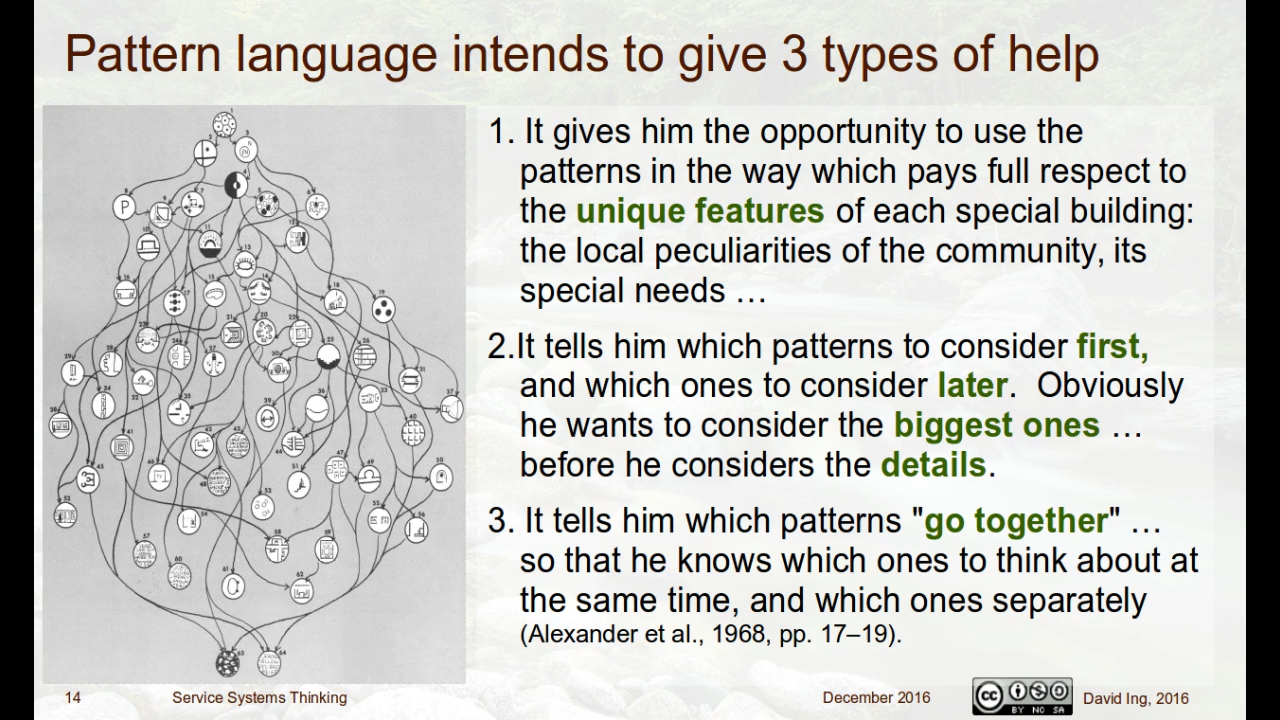 Pattern language intends to give 3 types of help
1. It gives him the opportunity to use the
patterns in the way which pays full respect to
the unique features of each special building:
the local peculiarities of the community, its
special needs …
2.It tells him which patterns to consider first,
and which ones to consider later.  Obviously
he wants to consider the biggest ones …
before he considers the details.
3. It tells him which patterns "go together" …
so that he knows which ones to think about at
the same time, and which ones separately
(Alexander et al., 1968, pp. 17–19).
14
Service Systems Thinking
December 2016
cc
BY NC SA
David Ing, 2016